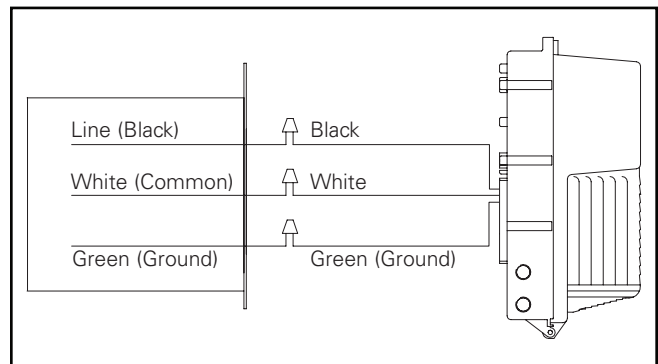 Line (Black) Black
White (Common) White
Green (Ground) Green (Ground)